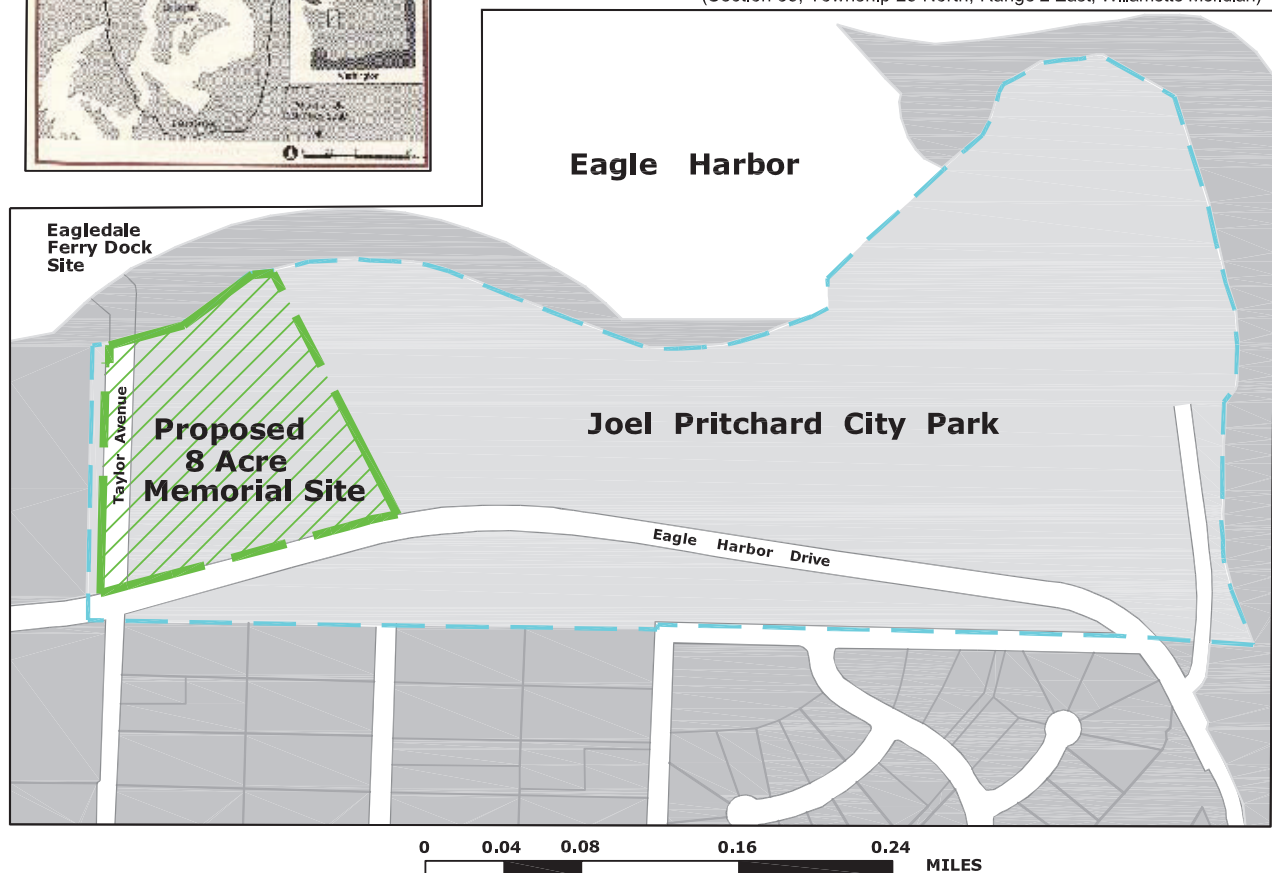 Washington
Eagle Harbor
Eagledale
Ferry Dock
Site
Taylor Avenue
Proposed
8 Acre
Memorial Site
Joel Pritchard City Park
Eagle Harbor Drive
0 0.04 0.08 0.16 0.24
MILES